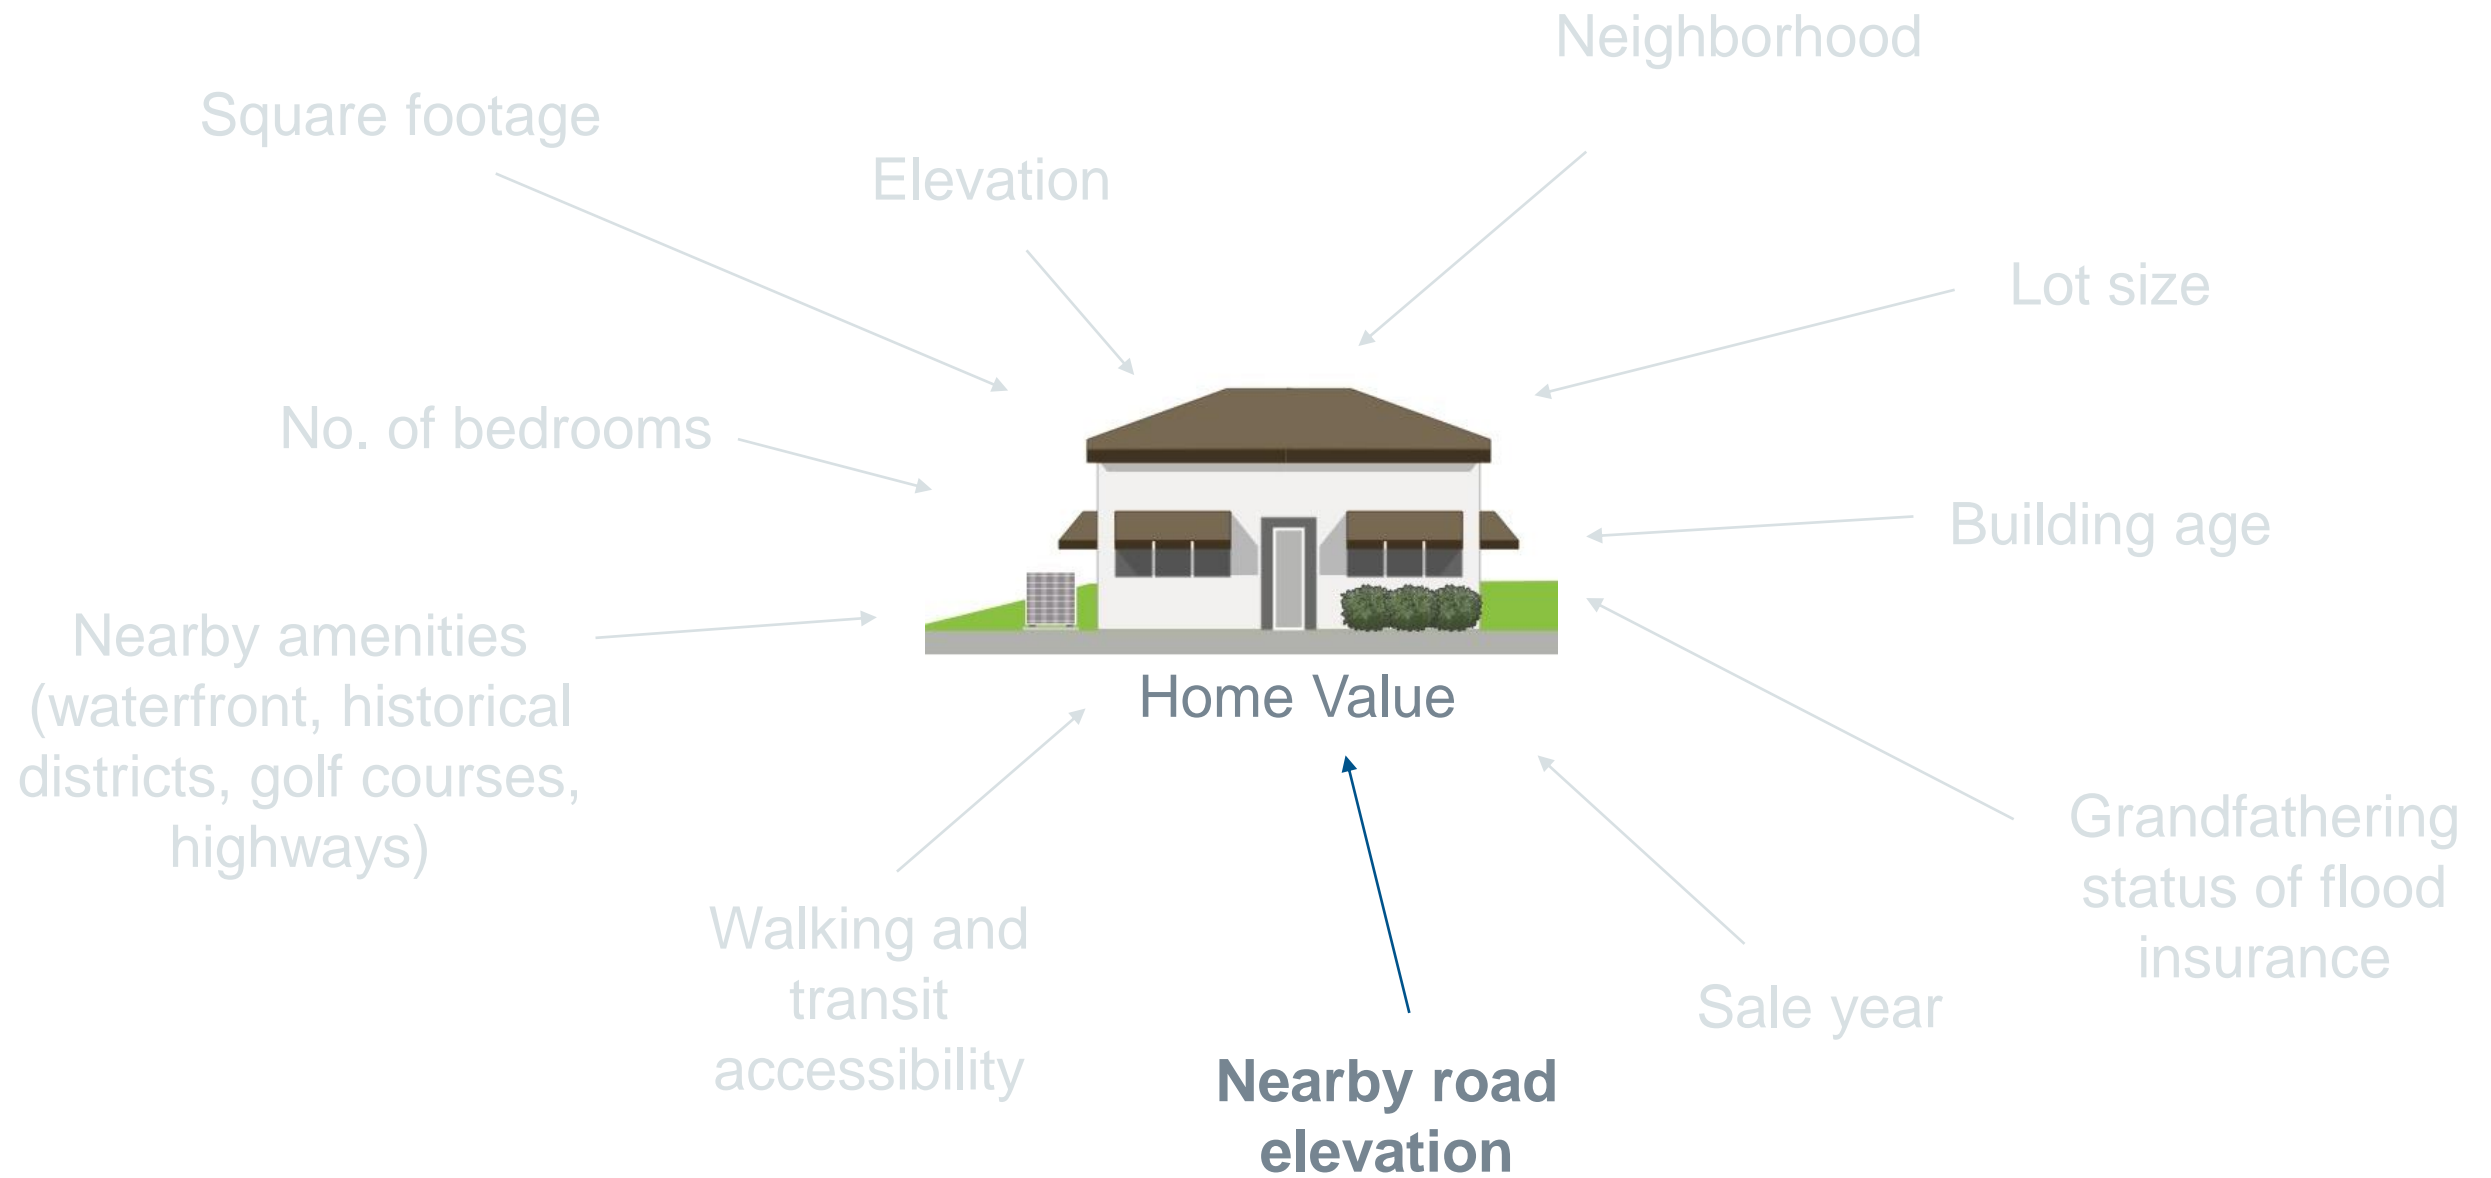 Neighborhood
Square footage
Elevation
Lot size
No. of bedrooms
Building age
Nearby amenities
(waterfront, historical
districts, golf courses,
highways)
Home Value
Grandfathering
status of flood
insurance
Walking and
transit
accessibility
Sale year
Nearby road
elevation